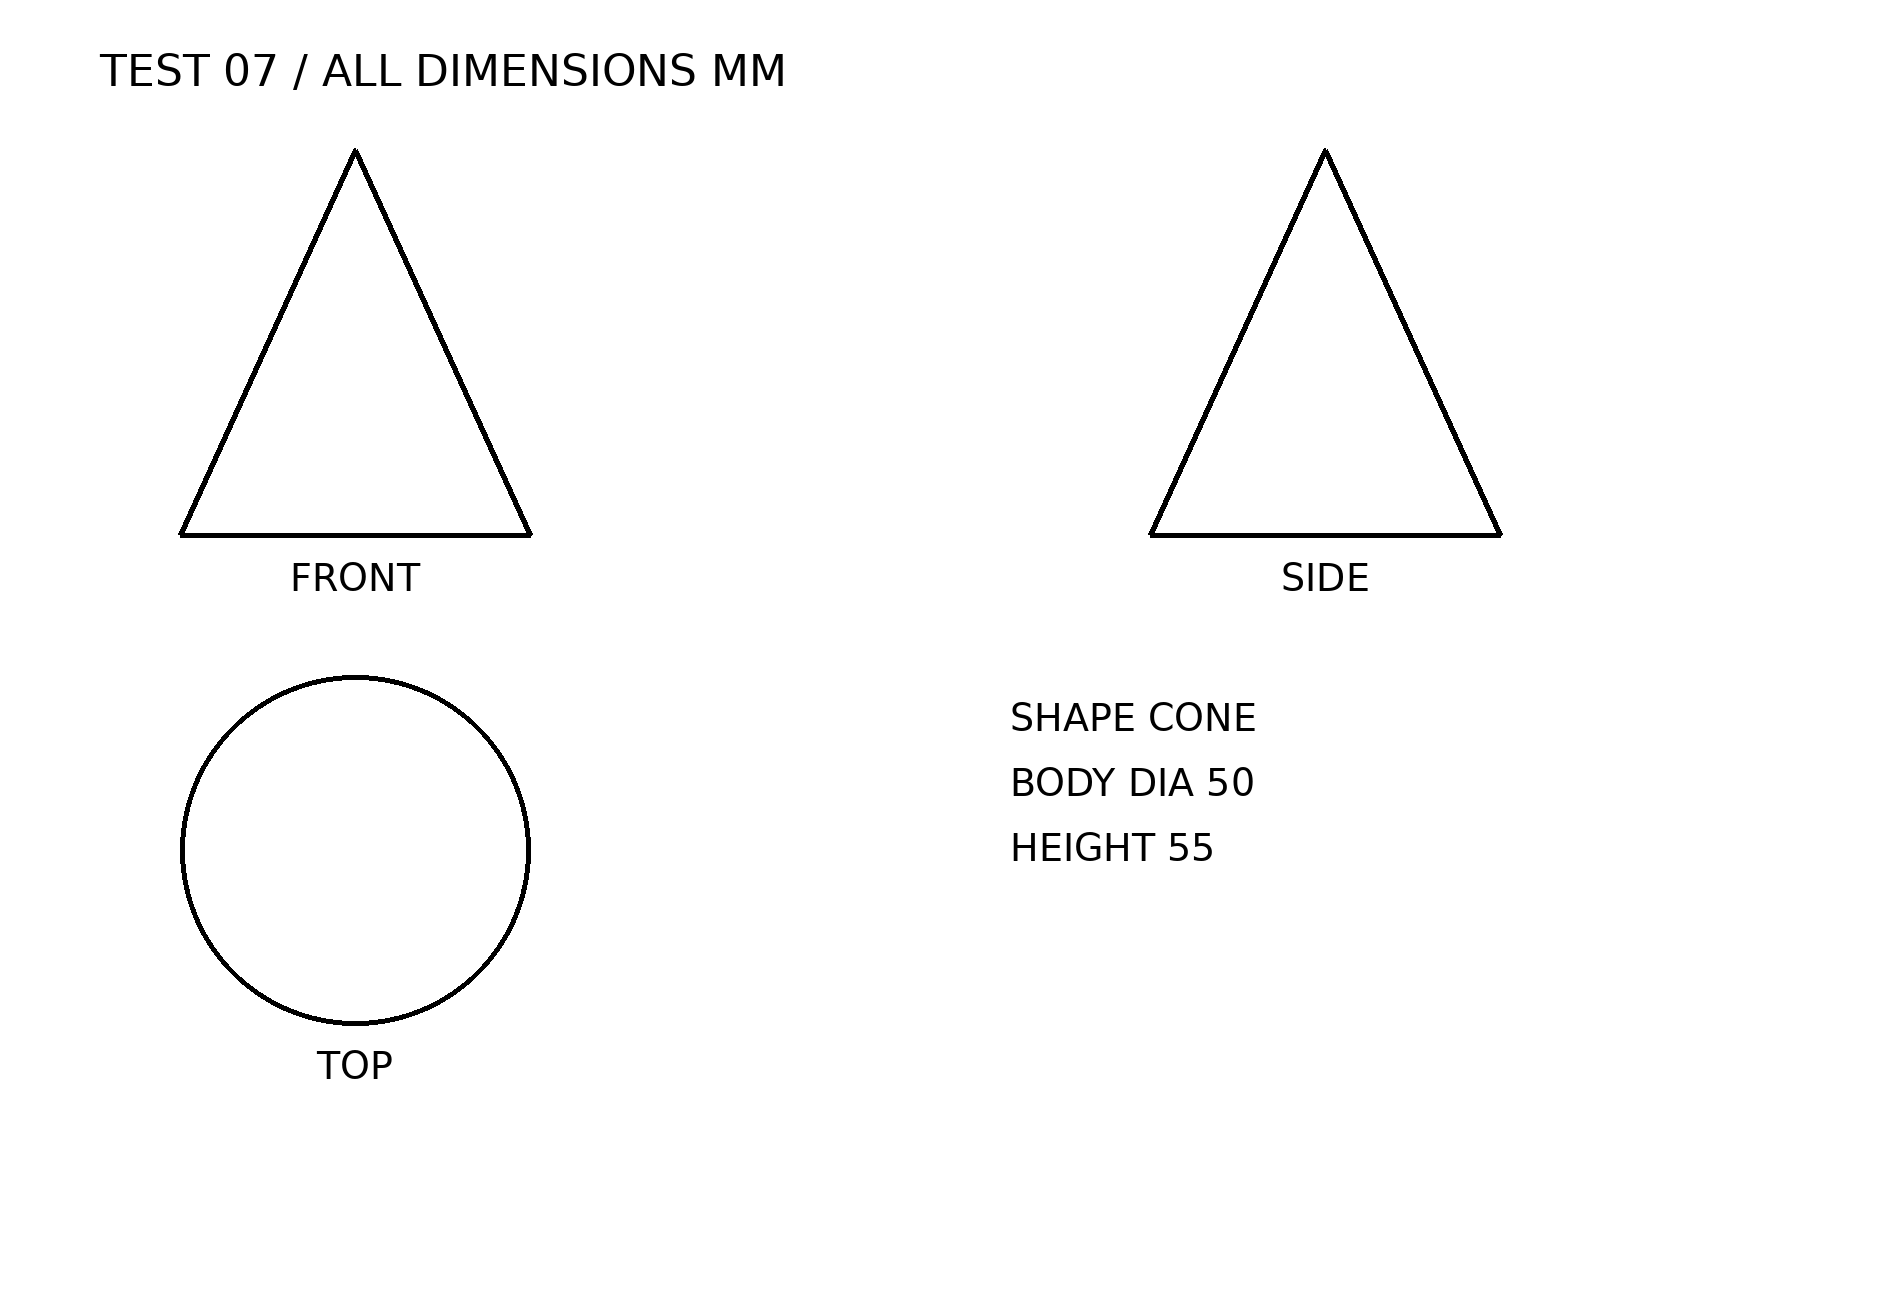 TEST 07 / ALL DIMENSIONS MM
FRONT
SIDE
SHAPE CONE
BODY DIA 50
HEIGHT 55
TOP